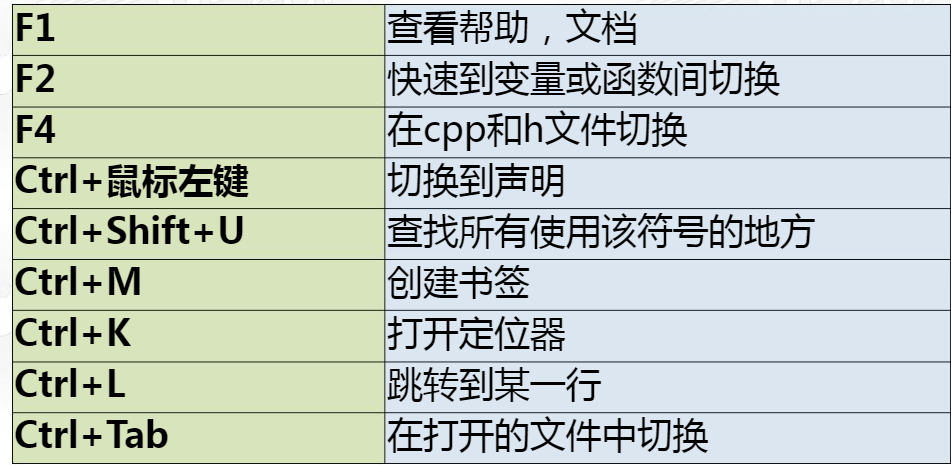 F1 查看帮助，文档
F2 快速到变量或函数间切换
F4 在cpp和h文件切换
Ctrl+鼠标左键 切换到声明
Ctrl+Shift+U 查找所有使用该符号的地方
Ctrl+M 创建书签
Ctrl+K 打开定位器
Ctrl+L 跳转到某一行
Ctrl+Tab 在打开的文件中切换